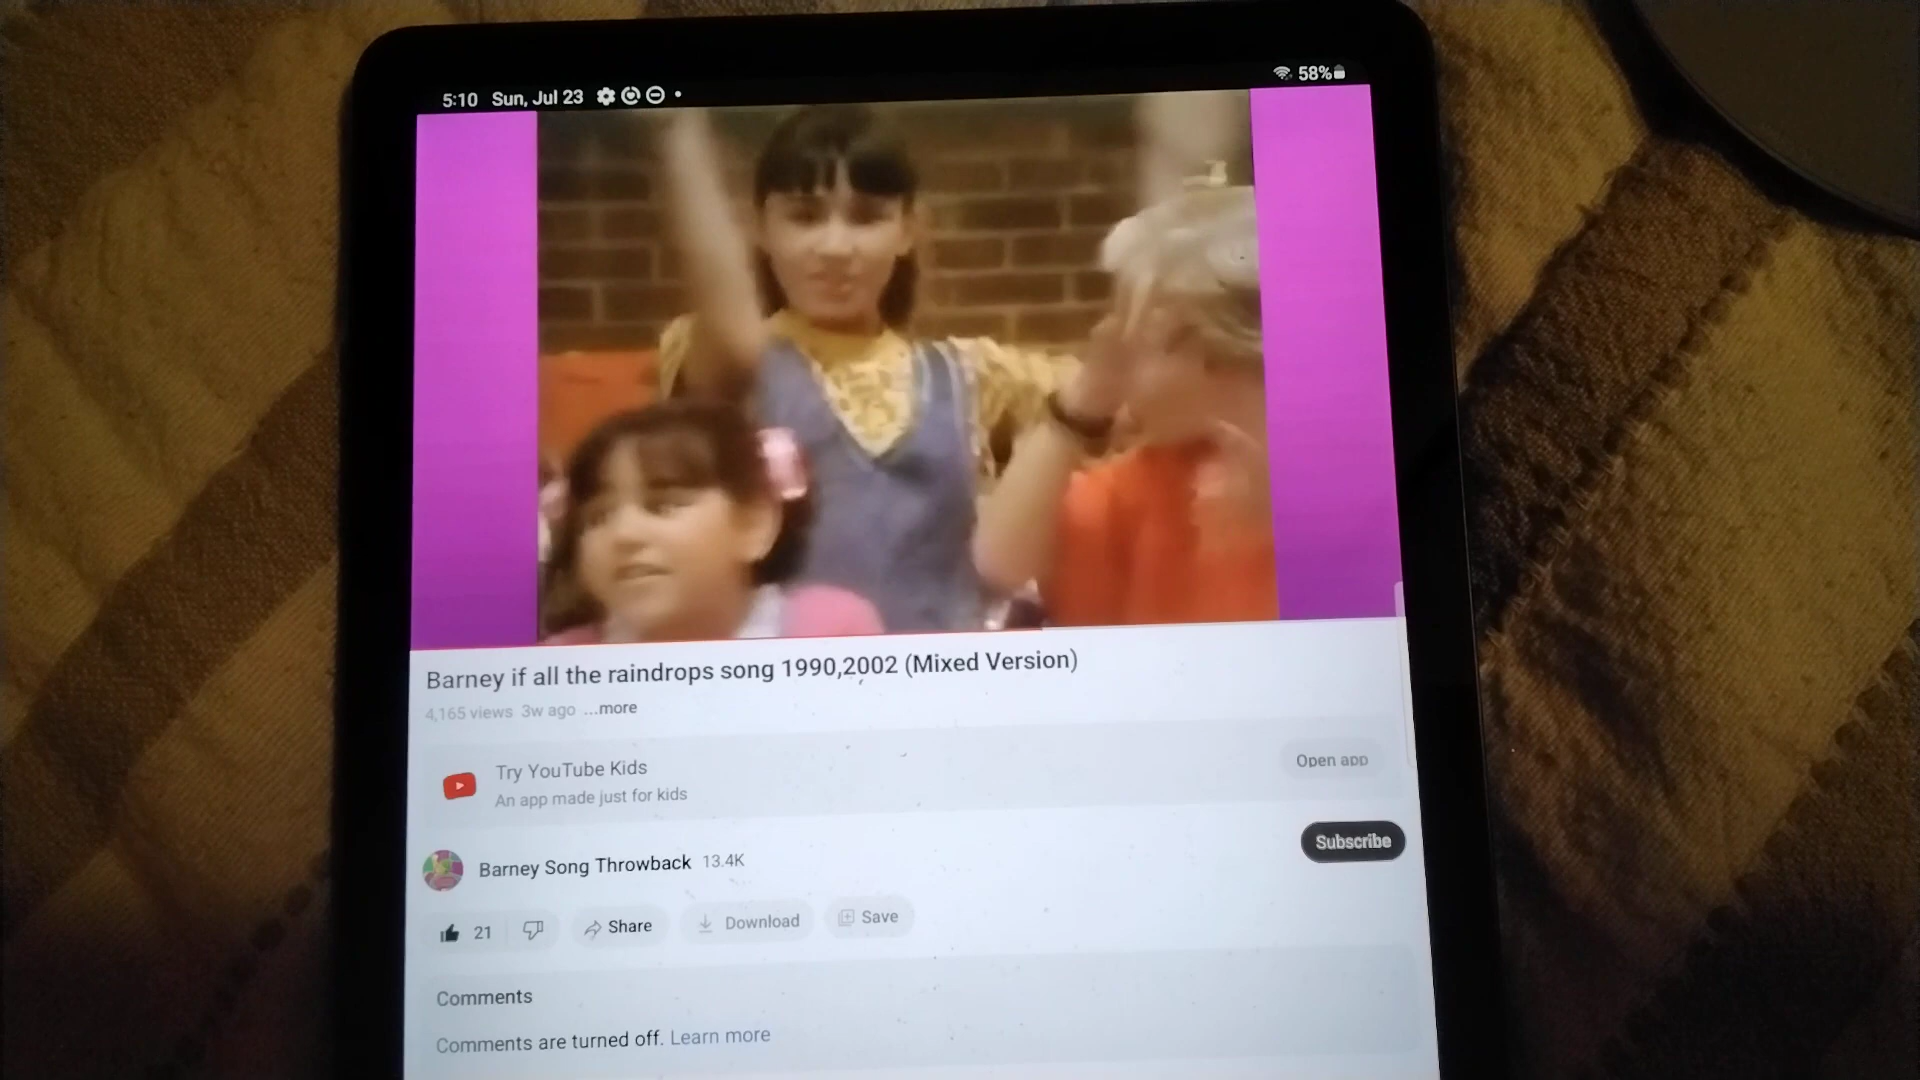 5:10 Sun, Jul 23
58%
Barney if all the raindrops song 1990,2002 (Mixed Version)
4,165 views 3w ago ...more
Try YouTube Kids
An app made just for kids
Open app
Barney Song Throwback 13.4K
Subscribe
21 Share Download Save
Comments
Comments are turned off. Learn more